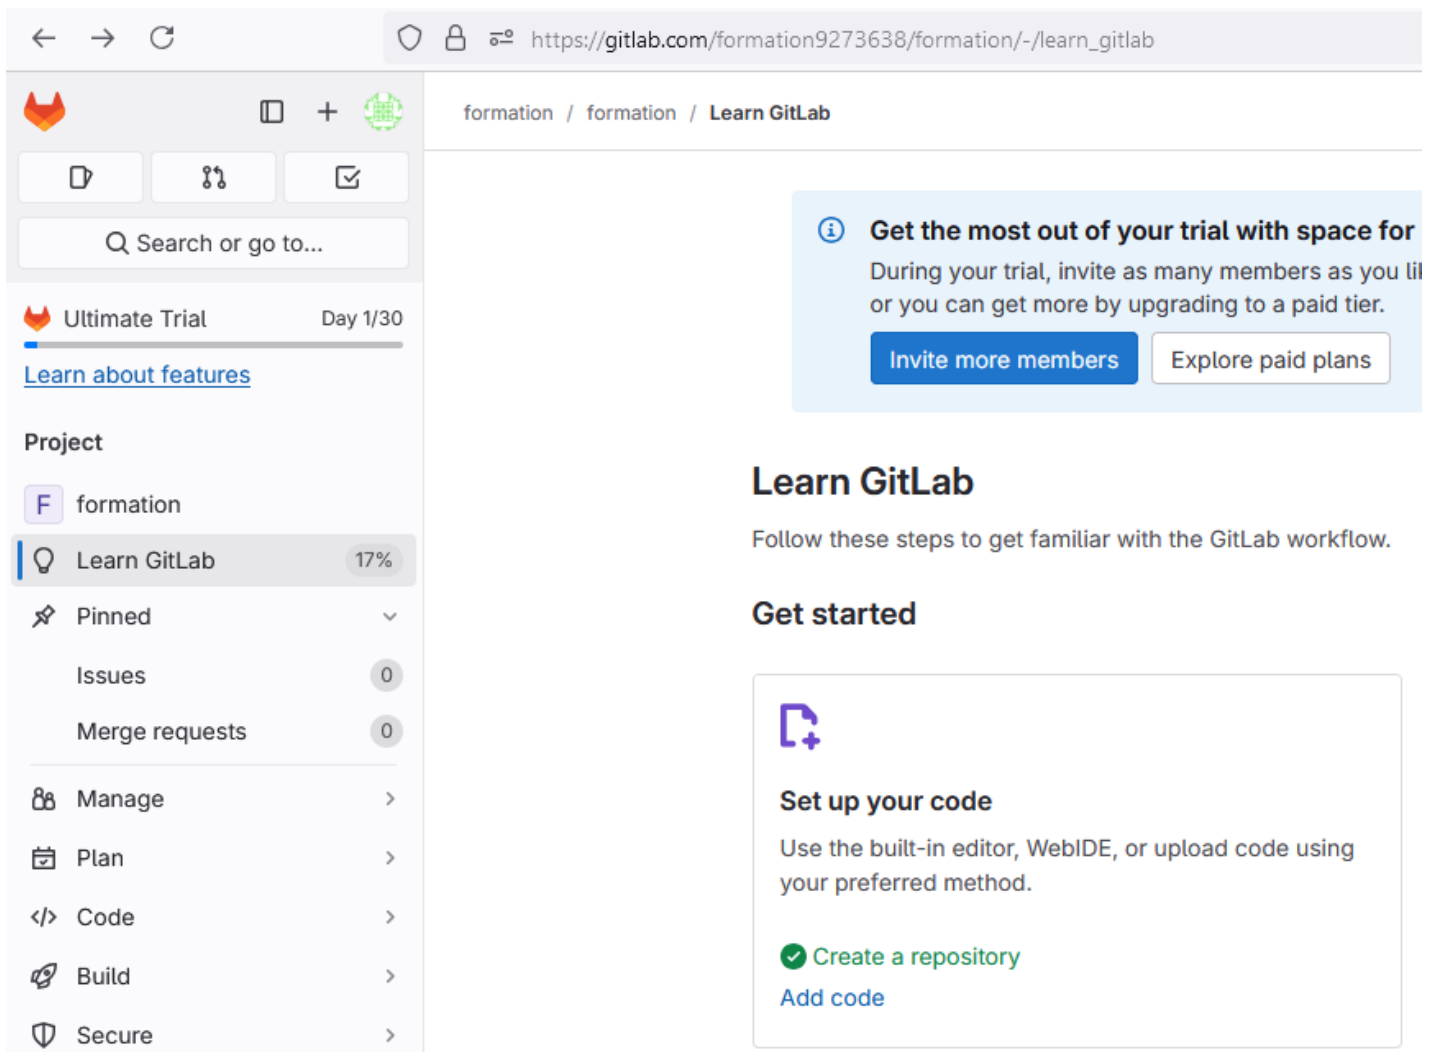 https://gitlab.com/formation9273638/formation/-/learn_gitlab
formation / formation / Learn GitLab
Search or go to...
Ultimate Trial Day 1/30
Learn about features
Project
F formation
Learn GitLab 17%
Pinned
Issues 0
Merge requests 0
Manage
Plan
Code
Build
Secure
Get the most out of your trial with space for
During your trial, invite as many members as you
or you can get more by upgrading to a paid tier.
Invite more members Explore paid plans
Learn GitLab
Follow these steps to get familiar with the GitLab workflow.
Get started
Set up your code
Use the built-in editor, WebIDE, or upload code using
your preferred method.
Create a repository
Add code